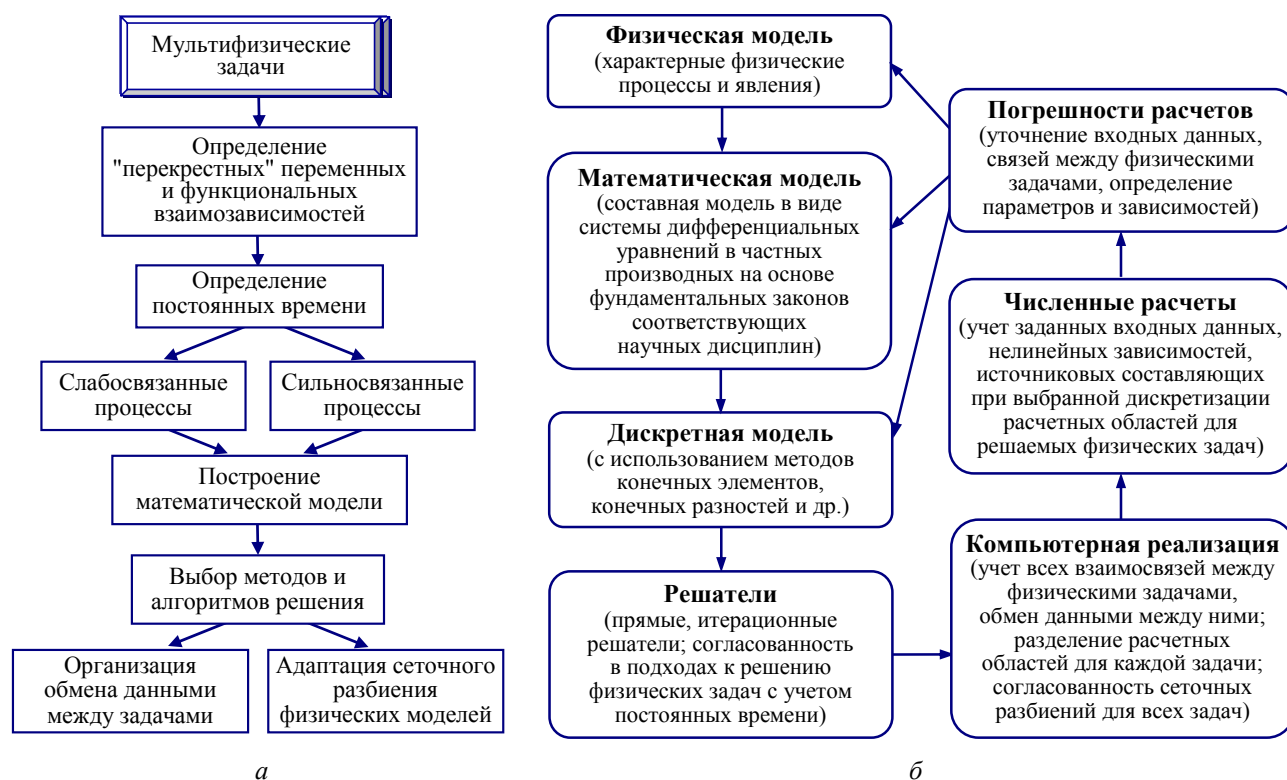 Мультифизические
задачи
Определение
"перекрестных" переменных
и функциональных
взаимозависимостей
Определение
постоянных времени
Слабосвязанные
процессы
Сильносвязанные
процессы
Построение
математической модели
Выбор методов и
алгоритмов решения
Организация
обмена данными
между задачами
Адаптация сеточного
разбиения
физических моделей
а
Физическая модель
(характерные физические
процессы и явления)
Математическая модель
(составная модель в виде
системы дифференциальных
уравнений в частных
производных на основе
фундаментальных законов
соответствующих
научных дисциплин)
Дискретная модель
(с использованием методов
конечных элементов,
конечных разностей и др.)
Решатели
(прямые, итерационные
решатели; согласованность
в подходах к решению
физических задач с учетом
постоянных времени)
Погрешности расчетов
(уточнение входных данных,
связей между физическими
задачами, определение
параметров и зависимостей)
Численные расчеты
(учет заданных входных данных,
нелинейных зависимостей,
источниковых составляющих
при выбранной дискретизации
расчетных областей для
решаемых физических задач)
Компьютерная реализация
(учет всех взаимосвязей между
физическими задачами,
обмен данными между ними;
разделение расчетных
областей для каждой задачи;
согласованность сеточных
разбиений для всех задач)
б